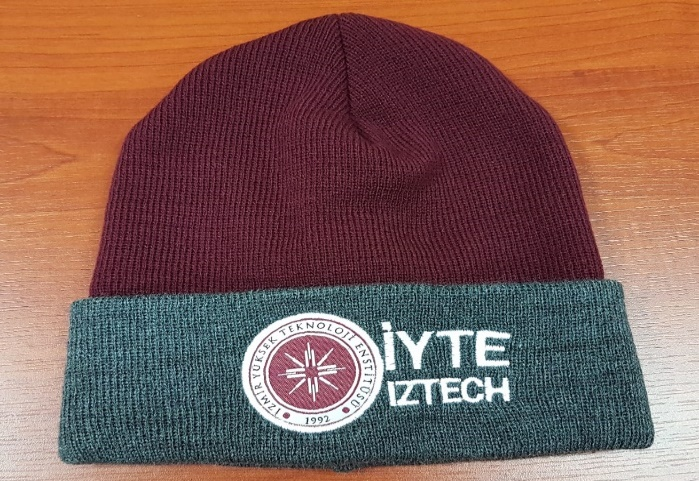 İZMİR YÜKSEK TEKNOLOJİ ENSTİTÜSÜ
1992
İYTE
IZTECH